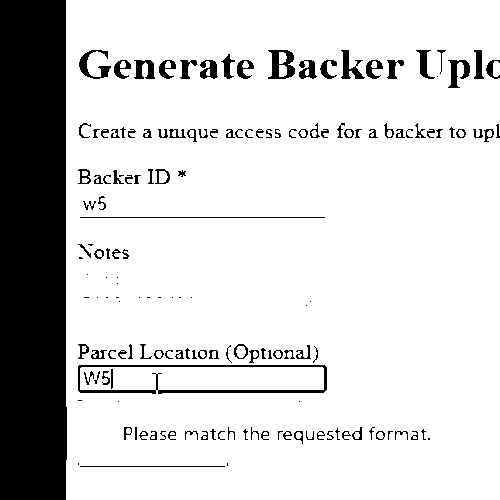 Generate Backer Uplo
Create a unique access code for a backer to upl
Backer ID *
w5
Notes
Parcel Location (Optional)
W5
Please match the requested format.